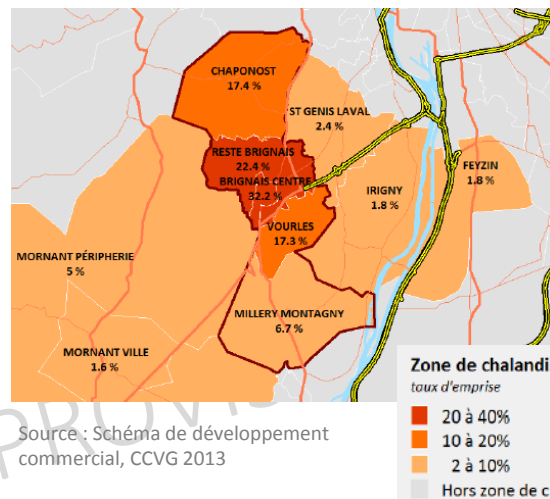 CHAPONOST
17.4 %
ST GENIS LAVAL
2.4 %
RESTE BRIGNAIS
22.4 %
BRIGNAIS CENTRE
32.2 %
FEYZIN
1.8 %
IRIGNY
1.8 %
VOURLES
17.3 %
MORNANT PÉRIPHERIE
5 %
MILLERY MONTAGNY
6.7 %
MORNANT VILLE
1.6 %
Zone de chalandi
taux d'emprise
20 à 40%
10 à 20%
2 à 10%
Hors zone de c
PROVIS
Source : Schéma de développement
commercial, CCVG 2013